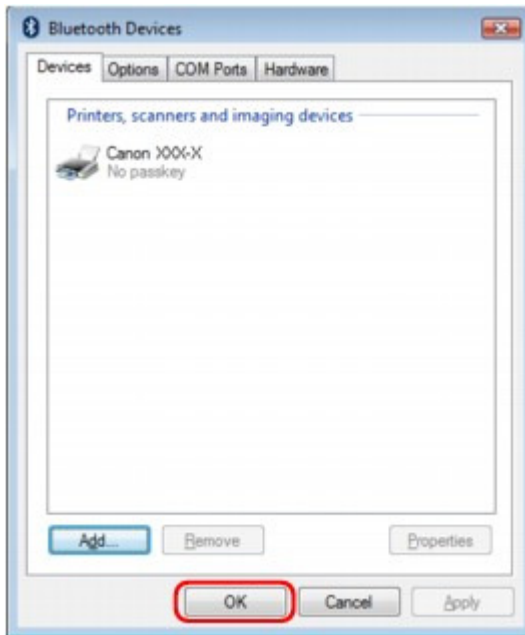 Bluetooth Devices
Devices Options COM Ports Hardware
Printers, scanners and imaging devices
Canon XXX-X
No passkey
Add... Remove Properties
OK Cancel Apply